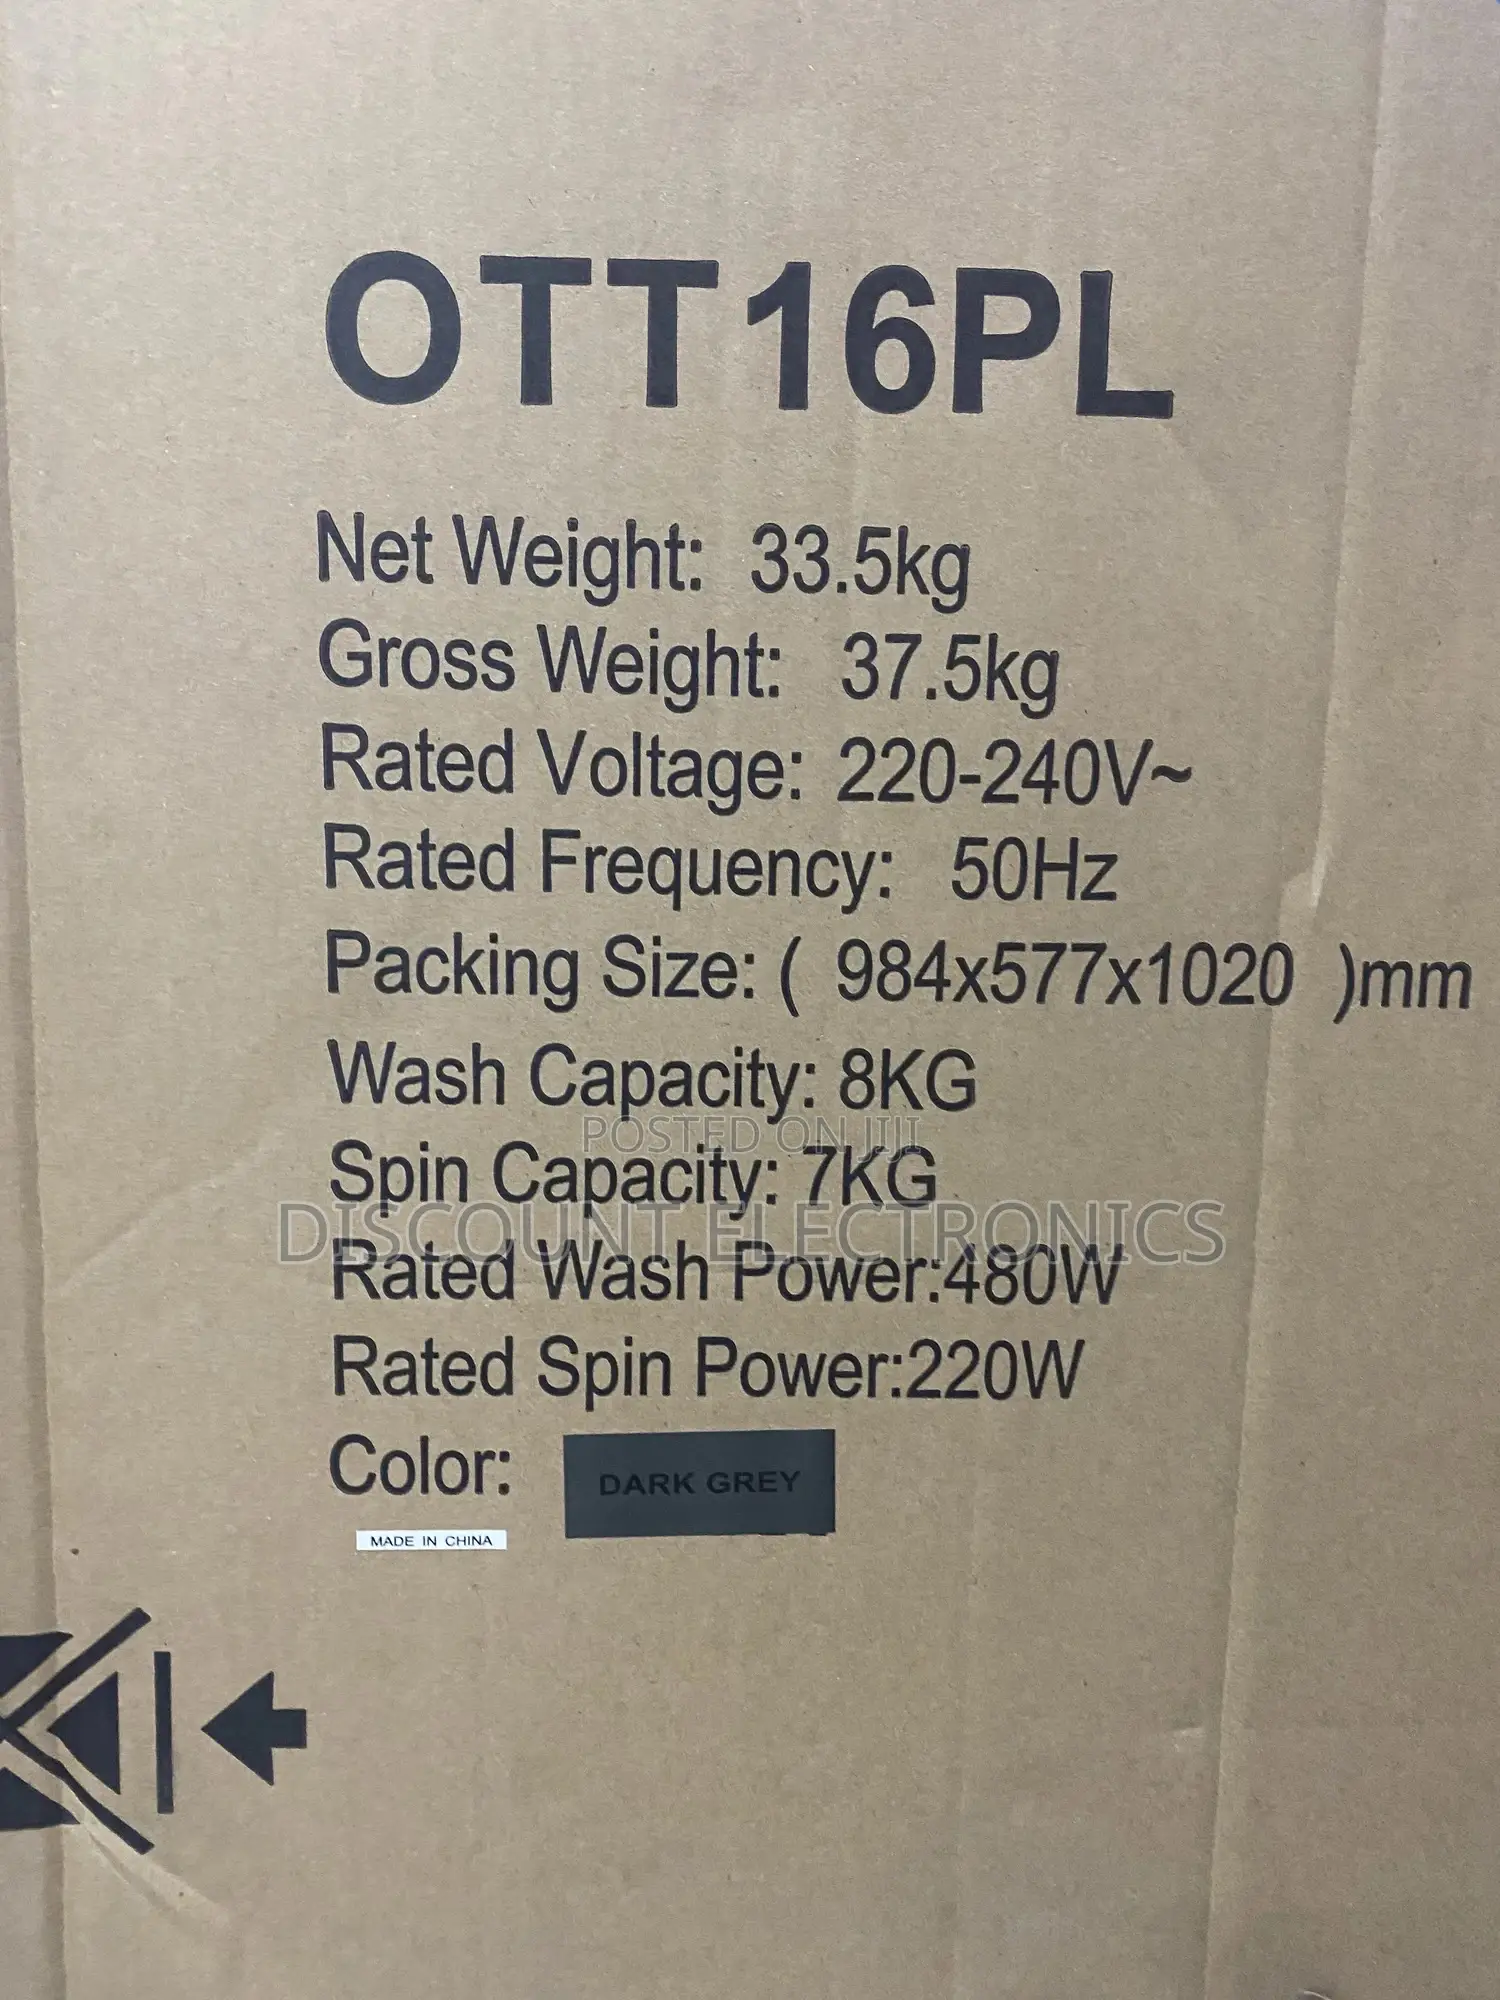 OTT16PL
Net Weight: 33.5kg
Gross Weight: 37.5kg
Rated Voltage: 220-240V~
Rated Frequency: 50Hz
Packing Size: ( 984x577x1020 )mm
Wash Capacity: 8KG
POSTED ON JIJI
Spin Capacity: 7KG
DISCOUNT ELECTRONICS
Rated Wash Power:480W
Rated Spin Power:220W
Color: DARK GREY
MADE IN CHINA